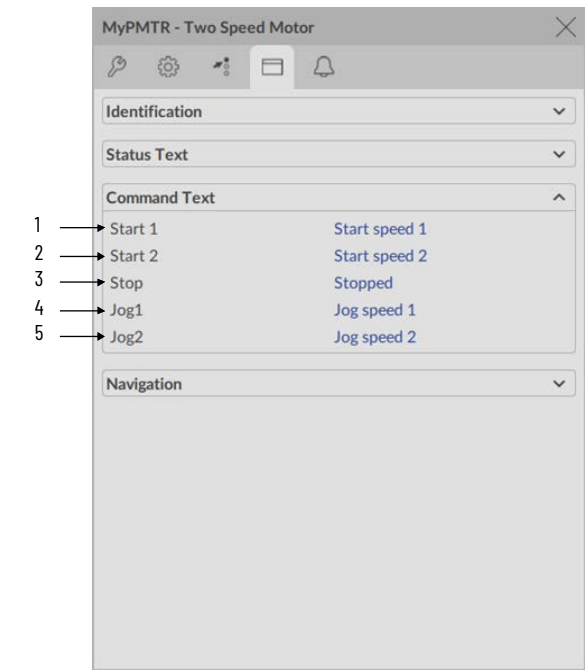 MyPMTR - Two Speed Motor
Identification
Status Text
Command Text
1 Start 1 Start speed 1
2 Start 2 Start speed 2
3 Stop Stopped
4 Jog1 Jog speed 1
5 Jog2 Jog speed 2
Navigation